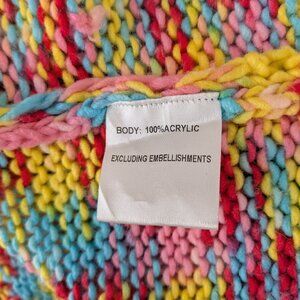 BODY: 100%ACRYLIC
EXCLUDING EMBELLISHMENTS